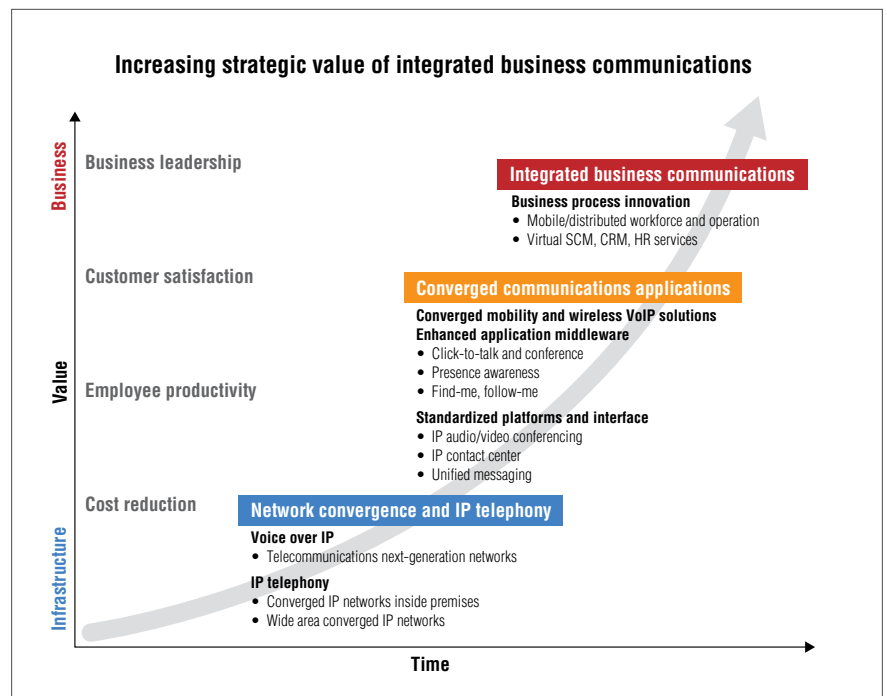 Increasing strategic value of integrated business communications
Business
Value
Infrastructure
Business leadership
Customer satisfaction
Employee productivity
Cost reduction
Integrated business communications
Business process innovation
• Mobile/distributed workforce and operation
• Virtual SCM, CRM, HR services
Converged communications applications
Converged mobility and wireless VoIP solutions
Enhanced application middleware
• Click-to-talk and conference
• Presence awareness
• Find-me, follow-me
Standardized platforms and interface
• IP audio/video conferencing
• IP contact center
• Unified messaging
Network convergence and IP telephony
Voice over IP
• Telecommunications next-generation networks
IP telephony
• Converged IP networks inside premises
• Wide area converged IP networks
Time